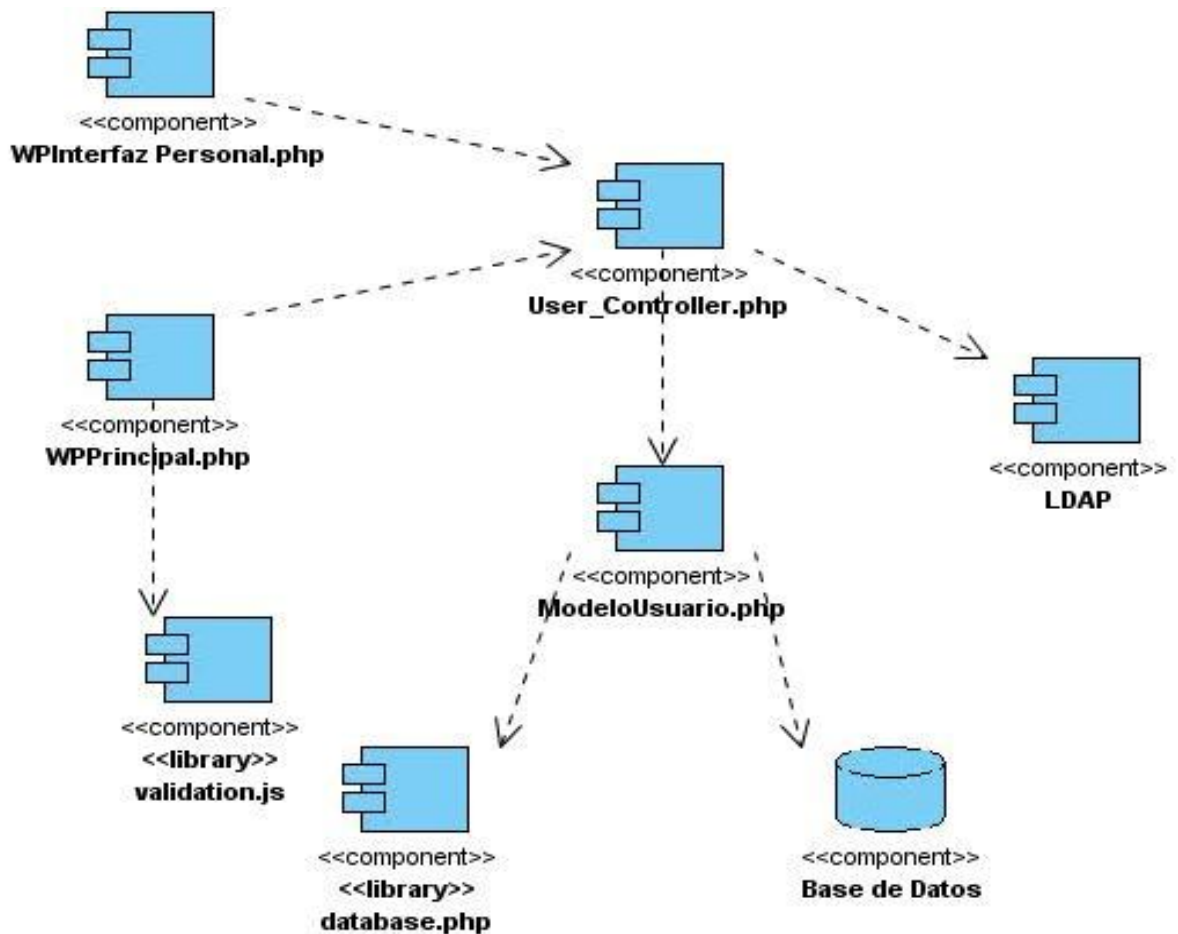 <<component>>
WPInterfaz Personal.php
<<component>>
User_Controller.php
<<component>>
WPPrincipal.php
<<component>>
LDAP
<<component>>
ModeloUsuario.php
<<component>>
<<library>>
validation.js
<<component>>
<<library>>
database.php
<<component>>
Base de Datos